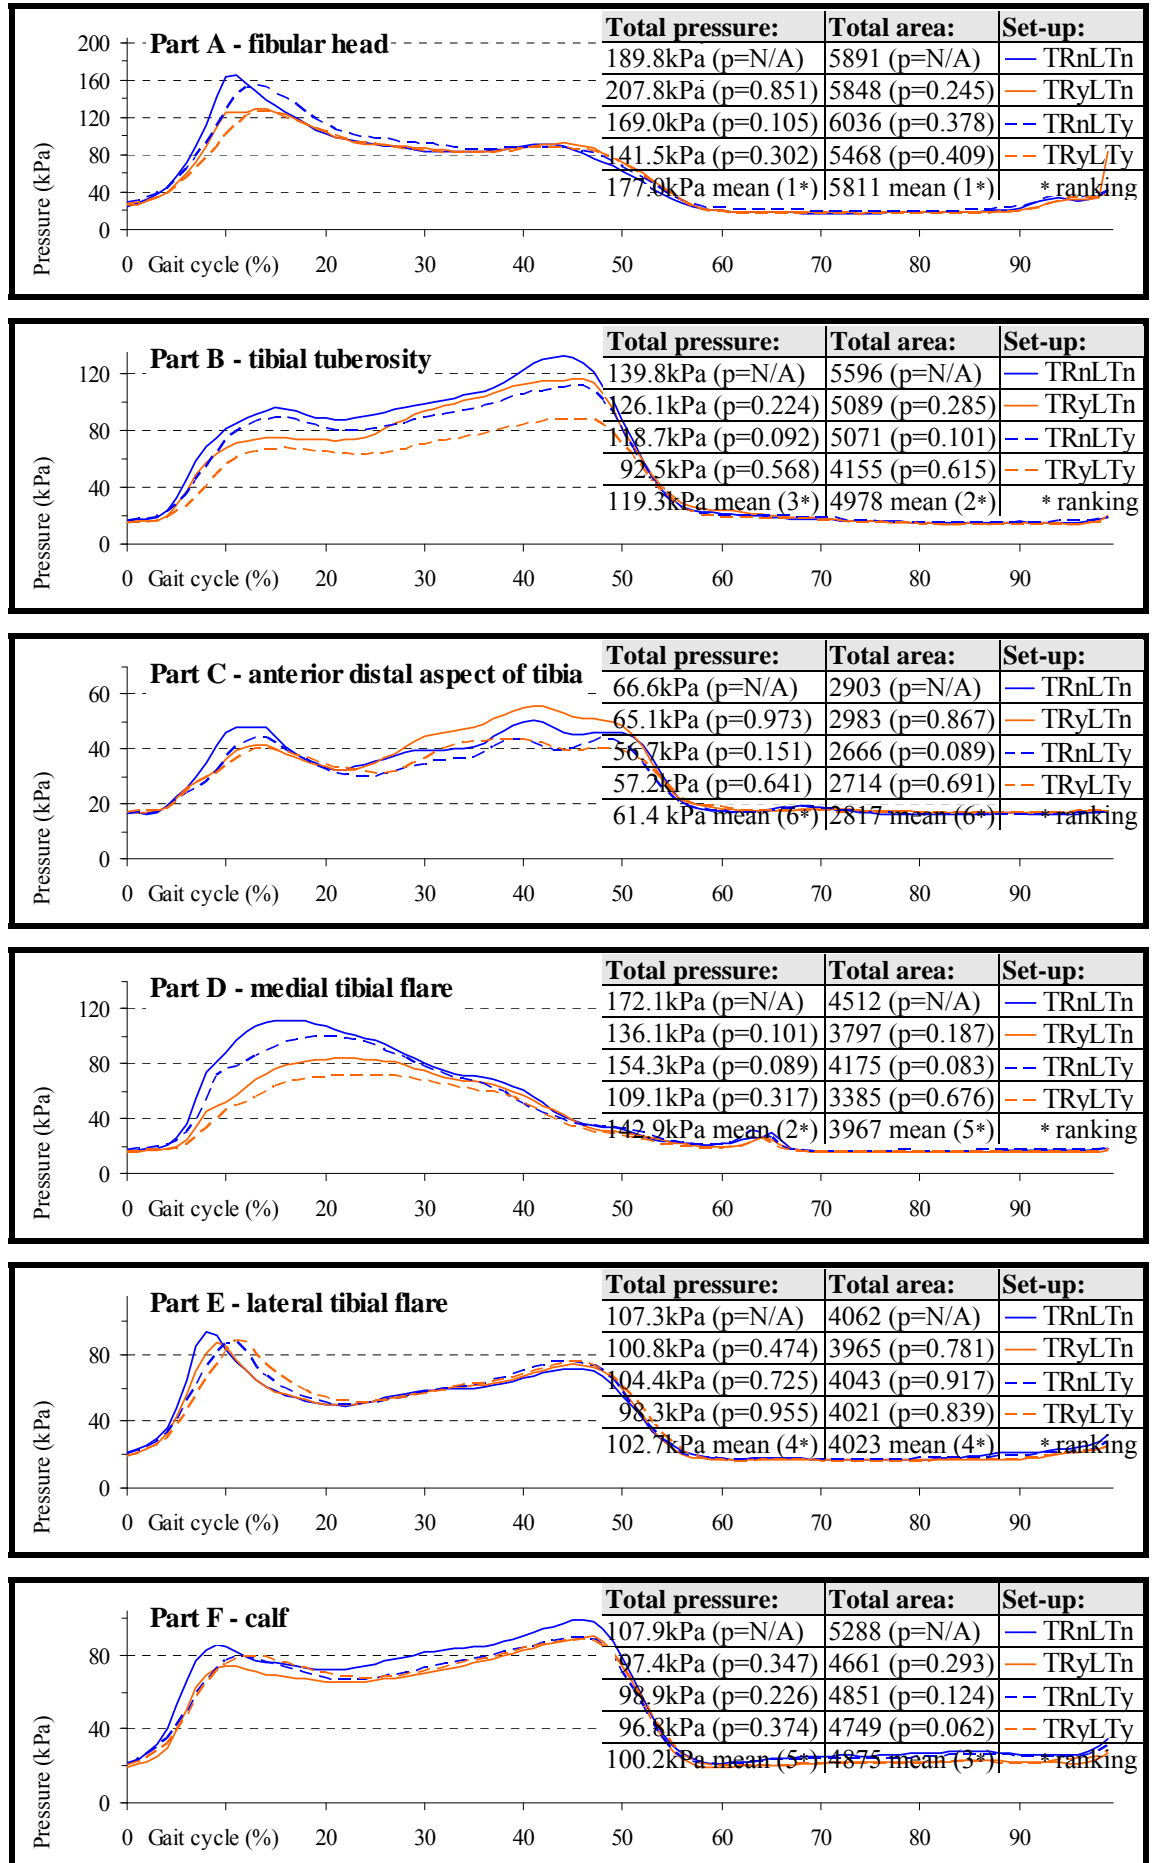 Part A - fibular head
Total pressure: Total area: Set-up:
189.8kPa (p=N/A) 5891 (p=N/A) TRnLTn
207.8kPa (p=0.851) 5848 (p=0.245) TRyLTn
169.0kPa (p=0.105) 6036 (p=0.378) TRnLTy
141.5kPa (p=0.302) 5468 (p=0.409) TRyLTy
177.0kPa mean (1*) 5811 mean (1*) * ranking
Pressure (kPa)
200
160
120
80
40
0
0 Gait cycle (%) 20 30 40 50 60 70 80 90
Part B - tibial tuberosity
Total pressure: Total area: Set-up:
139.8kPa (p=N/A) 5596 (p=N/A) TRnLTn
126.1kPa (p=0.224) 5089 (p=0.285) TRyLTn
118.7kPa (p=0.092) 5071 (p=0.101) TRnLTy
92.5kPa (p=0.568) 4155 (p=0.615) TRyLTy
119.3kPa mean (3*) 4978 mean (2*) * ranking
Pressure (kPa)
120
80
40
0
0 Gait cycle (%) 20 30 40 50 60 70 80 90
Part C - anterior distal aspect of tibia
Total pressure: Total area: Set-up:
66.6kPa (p=N/A) 2903 (p=N/A) TRnLTn
65.1kPa (p=0.973) 2983 (p=0.867) TRyLTn
56.7kPa (p=0.151) 2666 (p=0.089) TRnLTy
57.2kPa (p=0.641) 2714 (p=0.691) TRyLTy
61.4 kPa mean (6*) 2817 mean (6*) * ranking
Pressure (kPa)
60
40
20
0
0 Gait cycle (%) 20 30 40 50 60 70 80 90
Part D - medial tibial flare
Total pressure: Total area: Set-up:
172.1kPa (p=N/A) 4512 (p=N/A) TRnLTn
136.1kPa (p=0.101) 3797 (p=0.187) TRyLTn
154.3kPa (p=0.089) 4175 (p=0.083) TRnLTy
109.1kPa (p=0.317) 3385 (p=0.676) TRyLTy
142.9kPa mean (2*) 3967 mean (5*) * ranking
Pressure (kPa)
120
80
40
0
0 Gait cycle (%) 20 30 40 50 60 70 80 90
Part E - lateral tibial flare
Total pressure: Total area: Set-up:
107.3kPa (p=N/A) 4062 (p=N/A) TRnLTn
100.8kPa (p=0.474) 3965 (p=0.781) TRyLTn
104.4kPa (p=0.725) 4043 (p=0.917) TRnLTy
98.3kPa (p=0.955) 4021 (p=0.839) TRyLTy
102.7kPa mean (4*) 4023 mean (4*) * ranking
Pressure (kPa)
80
40
0
0 Gait cycle (%) 20 30 40 50 60 70 80 90
Part F - calf
Total pressure: Total area: Set-up:
107.9kPa (p=N/A) 5288 (p=N/A) TRnLTn
97.4kPa (p=0.347) 4661 (p=0.293) TRyLTn
98.9kPa (p=0.226) 4851 (p=0.124) TRnLTy
96.8kPa (p=0.374) 4749 (p=0.062) TRyLTy
100.2kPa mean (5*) 4875 mean (3*) * ranking
Pressure (kPa)
80
40
0
0 Gait cycle (%) 20 30 40 50 60 70 80 90